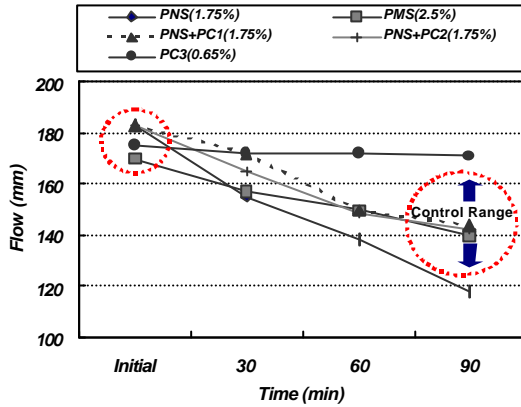 PNS(1.75%) PMS(2.5%)
PNS+PC1(1.75%) PNS+PC2(1.75%)
PC3(0.65%)
200
180
160
140
120
100
Flow (mm)
Control Range
Initial 30 60 90
Time (min)